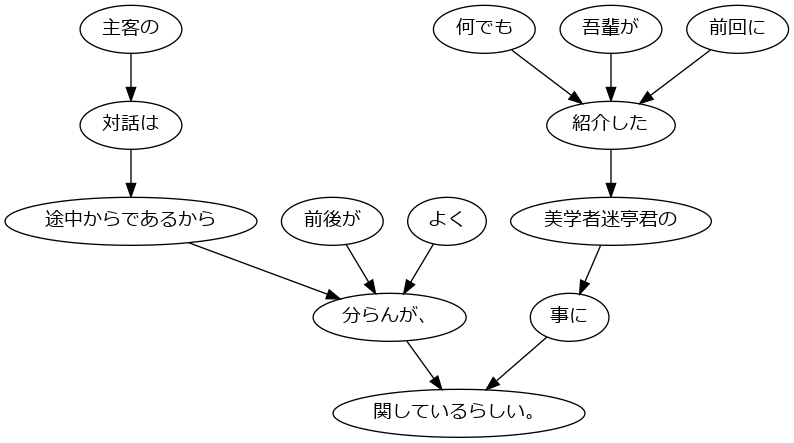 主客の
何でも
吾輩が
前回に
対話は
紹介した
途中からであるから
前後が
よく
美学者迷亭君の
分らんが、
事に
関しているらしい。